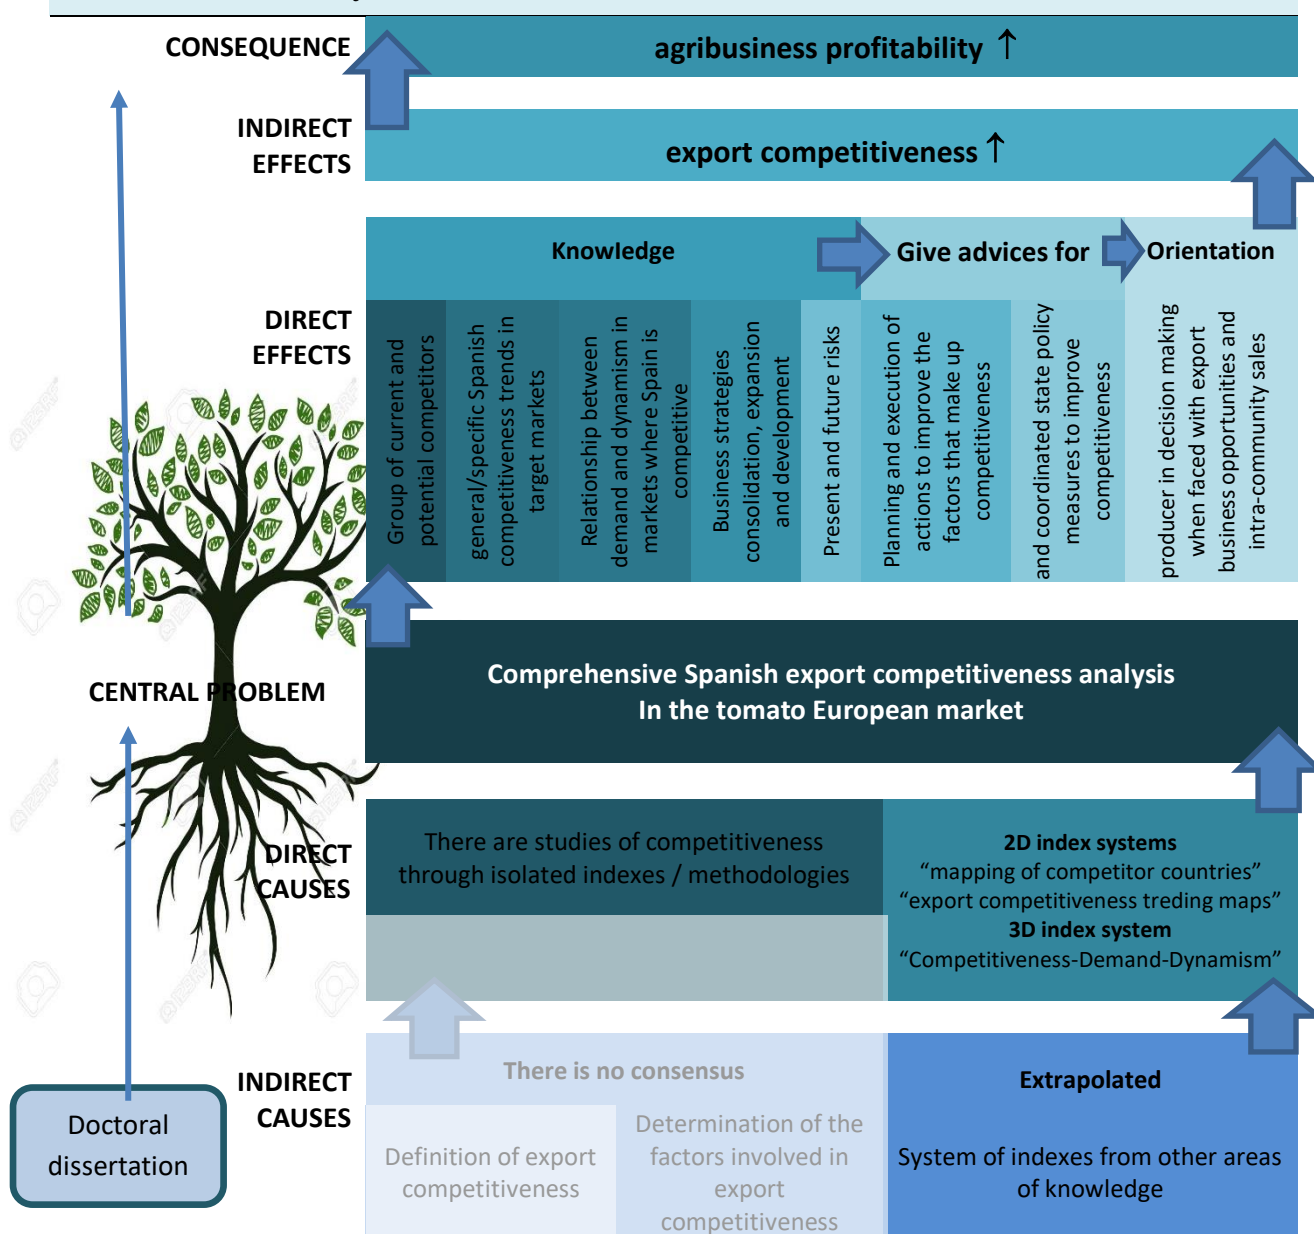 CONSEQUENCE
agribusiness profitability ↑
INDIRECT
EFFECTS
export competitiveness ↑
DIRECT
EFFECTS
Knowledge
Give advices for
Orientation
Group of current and
potential competitors
general/specific Spanish
competitiveness trends in
target markets
Relationship between
demand and dynamism in
markets where Spain is
competitive
Business strategies
consolidation, expansion
and development
Present and future risks
Planning and execution of
actions to improve the
factors that make up
competitiveness
and coordinated state policy
measures to improve
competitiveness
producer in decision making
when faced with export
business opportunities and
intra-community sales
CENTRAL PROBLEM
Comprehensive Spanish export competitiveness analysis
In the tomato European market
DIRECT
CAUSES
There are studies of competitiveness
through isolated indexes / methodologies
2D index systems
“mapping of competitor countries”
“export competitiveness treding maps”
3D index system
“Competitiveness-Demand-Dynamism”
INDIRECT
CAUSES
There is no consensus
Definition of export
competitiveness
Determination of the
factors involved in
export
competitiveness
Extrapolated
System of indexes from other areas
of knowledge
Doctoral
dissertation